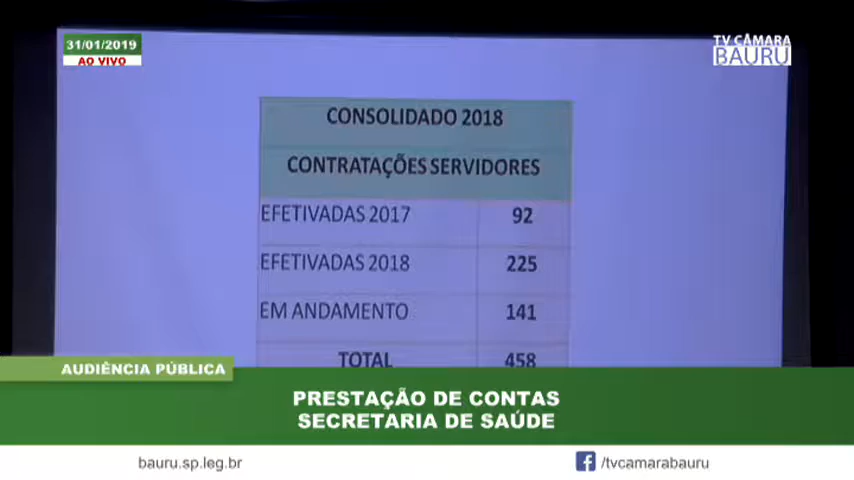 31/01/2019
AO VIVO
TV CÂMARA
BAURU
CONSOLIDADO 2018
CONTRATAÇÕES SERVIDORES
EFETIVADAS 2017 92
EFETIVADAS 2018 225
EM ANDAMENTO 141
TOTAL 458
AUDIÊNCIA PÚBLICA
PRESTAÇÃO DE CONTAS
SECRETARIA DE SAÚDE
bauru.sp.leg.br
/tvcamarabauru